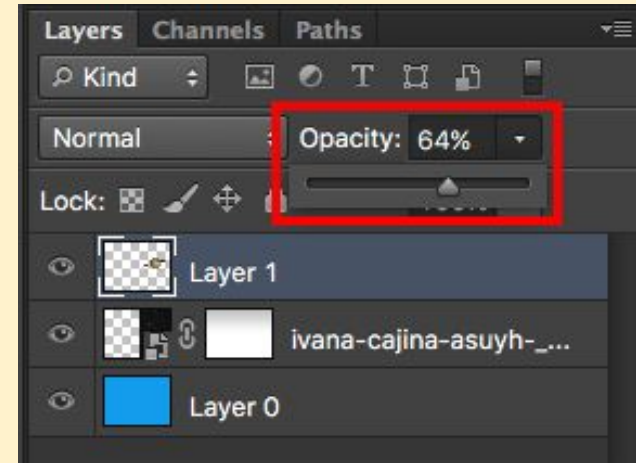 Layers Channels Paths
Kind
Normal Opacity: 64%
Lock:
Layer 1
ivana-cajina-asuyh-_...
Layer 0